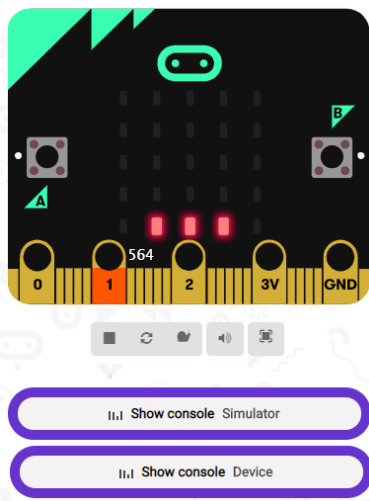 B
A
564
0 1 2 3V GND
Show console Simulator
Show console Device